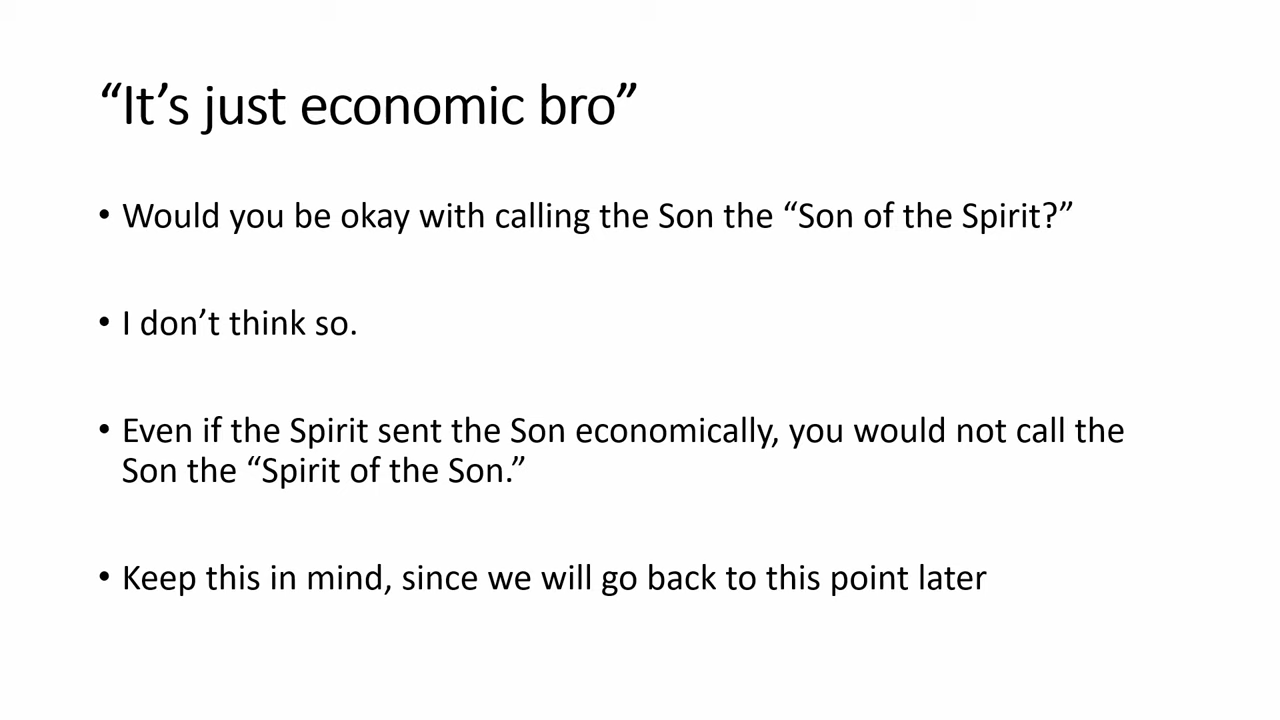 “It’s just economic bro”
• Would you be okay with calling the Son the “Son of the Spirit?”
• I don’t think so.
• Even if the Spirit sent the Son economically, you would not call the
Son the “Spirit of the Son.”
• Keep this in mind, since we will go back to this point later